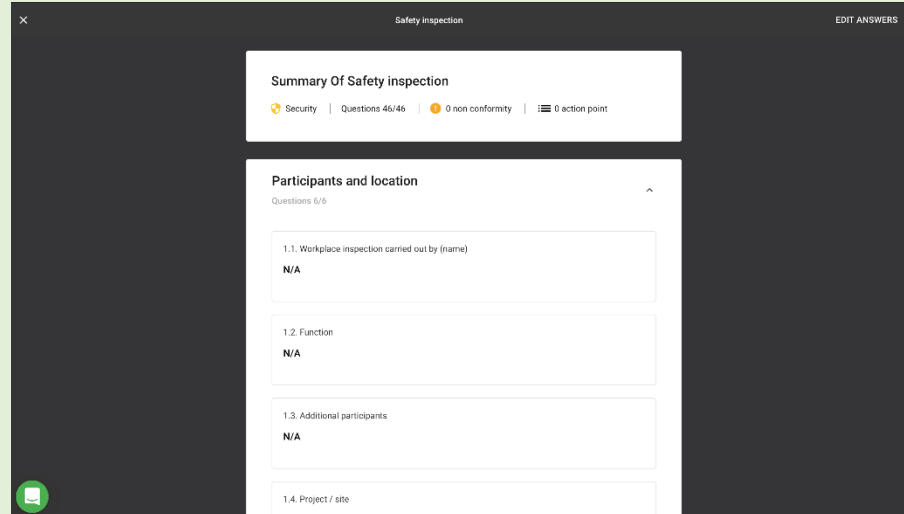 Safety inspection
EDIT ANSWERS
Summary Of Safety inspection
Security | Questions 46/46 | 0 non conformity | 0 action point
Participants and location
Questions 6/6
1.1. Workplace inspection carried out by (name)
N/A
1.2. Function
N/A
1.3. Additional participants
N/A
1.4. Project / site